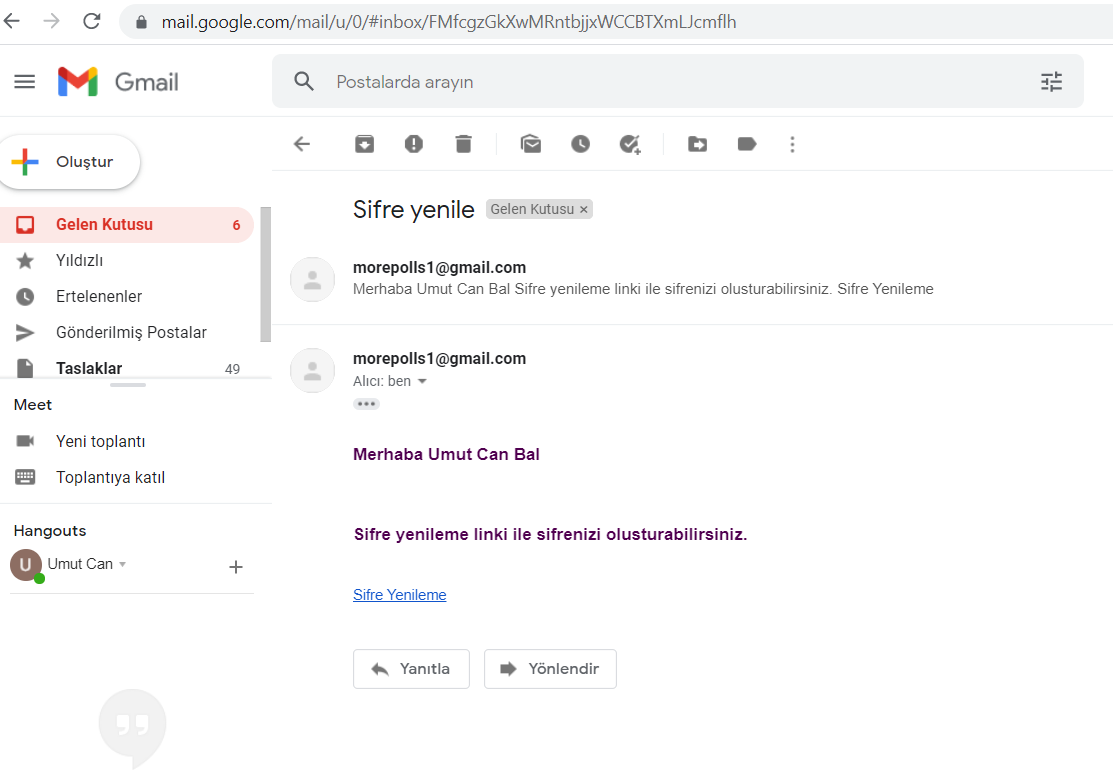 mail.google.com/mail/u/0/#inbox/FMfcgzGkXwMRntbjjxWCCBTXmLJcmflh
Gmail
Postalarda arayın
Oluştur
Gelen Kutusu 6
Yıldızlı
Ertelenenler
Gönderilmiş Postalar
Taslaklar 49
Meet
Yeni toplantı
Toplantıya katıl
Hangouts
U Umut Can
Sifre yenile Gelen Kutusu ×
morepolls1@gmail.com
Merhaba Umut Can Bal Sifre yenileme linki ile sifrenizi olusturabilirsiniz. Sifre Yenileme
morepolls1@gmail.com
Alıcı: ben
Merhaba Umut Can Bal
Sifre yenileme linki ile sifrenizi olusturabilirsiniz.
Sifre Yenileme
Yanıtla Yönlendir